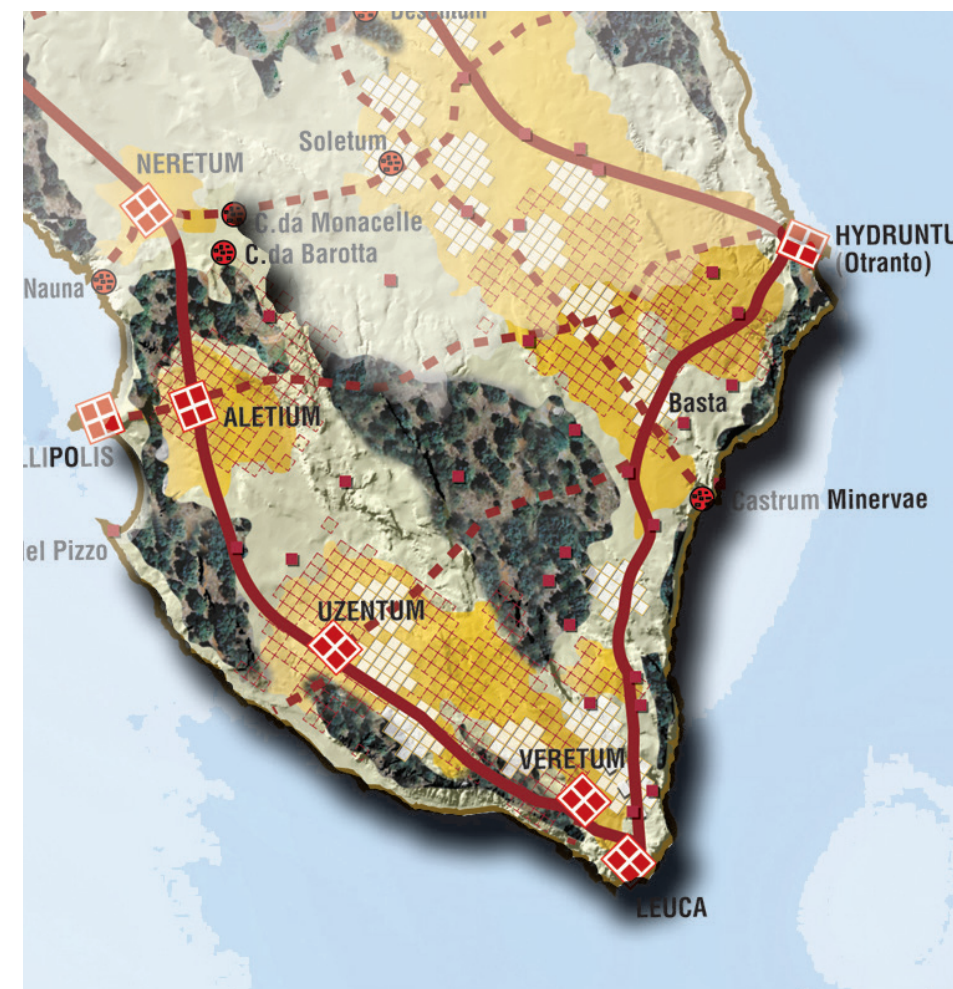 Soletum
NERETUM
C.da Monacelle
HYDRUNTU
(Otranto)
C.da Barotta
Nauna
Basta
ALETIUM
LLIPOLIS
Castrum Minervae
el Pizzo
UZENTUM
VERETUM
LEUCA